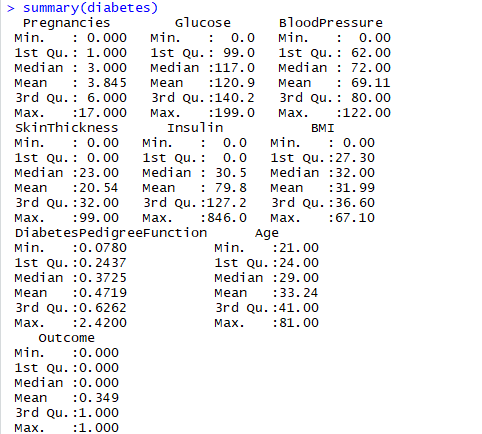 > summary(diabetes)
Pregnancies Glucose BloodPressure
Min. : 0.000 Min. : 0.0 Min. : 0.00
1st Qu.: 1.000 1st Qu.: 99.0 1st Qu.: 62.00
Median : 3.000 Median :117.0 Median : 72.00
Mean : 3.845 Mean :120.9 Mean : 69.11
3rd Qu.: 6.000 3rd Qu.:140.2 3rd Qu.: 80.00
Max. :17.000 Max. :199.0 Max. :122.00
SkinThickness Insulin BMI
Min. : 0.00 Min. : 0.0 Min. : 0.00
1st Qu.: 0.00 1st Qu.: 0.0 1st Qu.:27.30
Median :23.00 Median : 30.5 Median :32.00
Mean :20.54 Mean : 79.8 Mean :31.99
3rd Qu.:32.00 3rd Qu.:127.2 3rd Qu.:36.60
Max. :99.00 Max. :846.0 Max. :67.10
DiabetesPedigreeFunction Age
Min. :0.0780 Min. :21.00
1st Qu.:0.2437 1st Qu.:24.00
Median :0.3725 Median :29.00
Mean :0.4719 Mean :33.24
3rd Qu.:0.6262 3rd Qu.:41.00
Max. :2.4200 Max. :81.00
Outcome
Min. :0.000
1st Qu.:0.000
Median :0.000
Mean :0.349
3rd Qu.:1.000
Max. :1.000